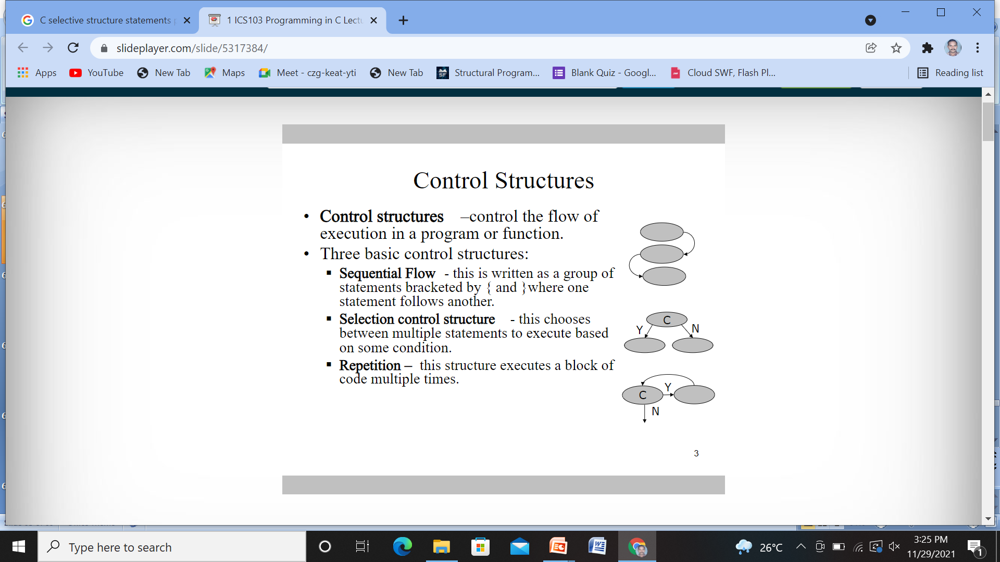 C selective structure statements p
1 ICS103 Programming in C Lectu
slideplayer.com/slide/5317384/
Apps
YouTube
New Tab
Maps
Meet - czg-keat-yti
New Tab
Structural Program...
Blank Quiz - Googl...
Cloud SWF, Flash Pl...
Reading list
Control Structures
• Control structures –control the flow of
execution in a program or function.
• Three basic control structures:
▪ Sequential Flow - this is written as a group of
statements bracketed by { and }where one
statement follows another.
▪ Selection control structure - this chooses
between multiple statements to execute based
on some condition.
▪ Repetition – this structure executes a block of
code multiple times.
C
Y
N
C
Y
N
3
Type here to search
26°C
3:25 PM
11/29/2021
1